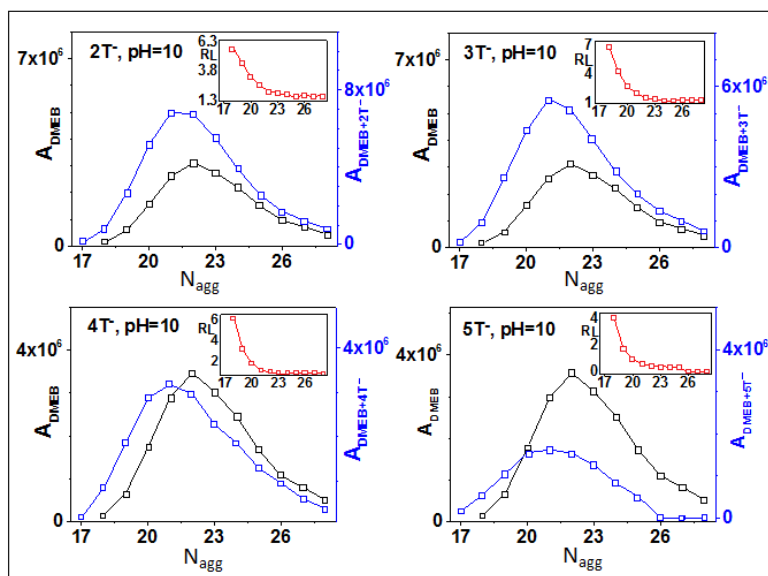 2T⁻, pH=10
7x10⁶
0
A_DMEB
17 20 23 26
N_agg
8x10⁶
4x10⁶
0
A_DMEB+2T⁻
6.3
RL
3.8
1.3
17 20 23 26
3T⁻, pH=10
7x10⁶
0
A_DMEB
17 20 23 26
N_agg
6x10⁶
0
A_DMEB+3T⁻
7
RL
4
1
17 20 23 26
4T⁻, pH=10
4x10⁶
0
A_DMEB
17 20 23 26
N_agg
4x10⁶
0
A_DMEB+4T⁻
6
RL
4
2
17 20 23 26
5T⁻, pH=10
4x10⁶
0
A_DMEB
17 20 23 26
N_agg
4x10⁶
0
A_DMEB+5T⁻
4
RL
2
0
17 20 23 26